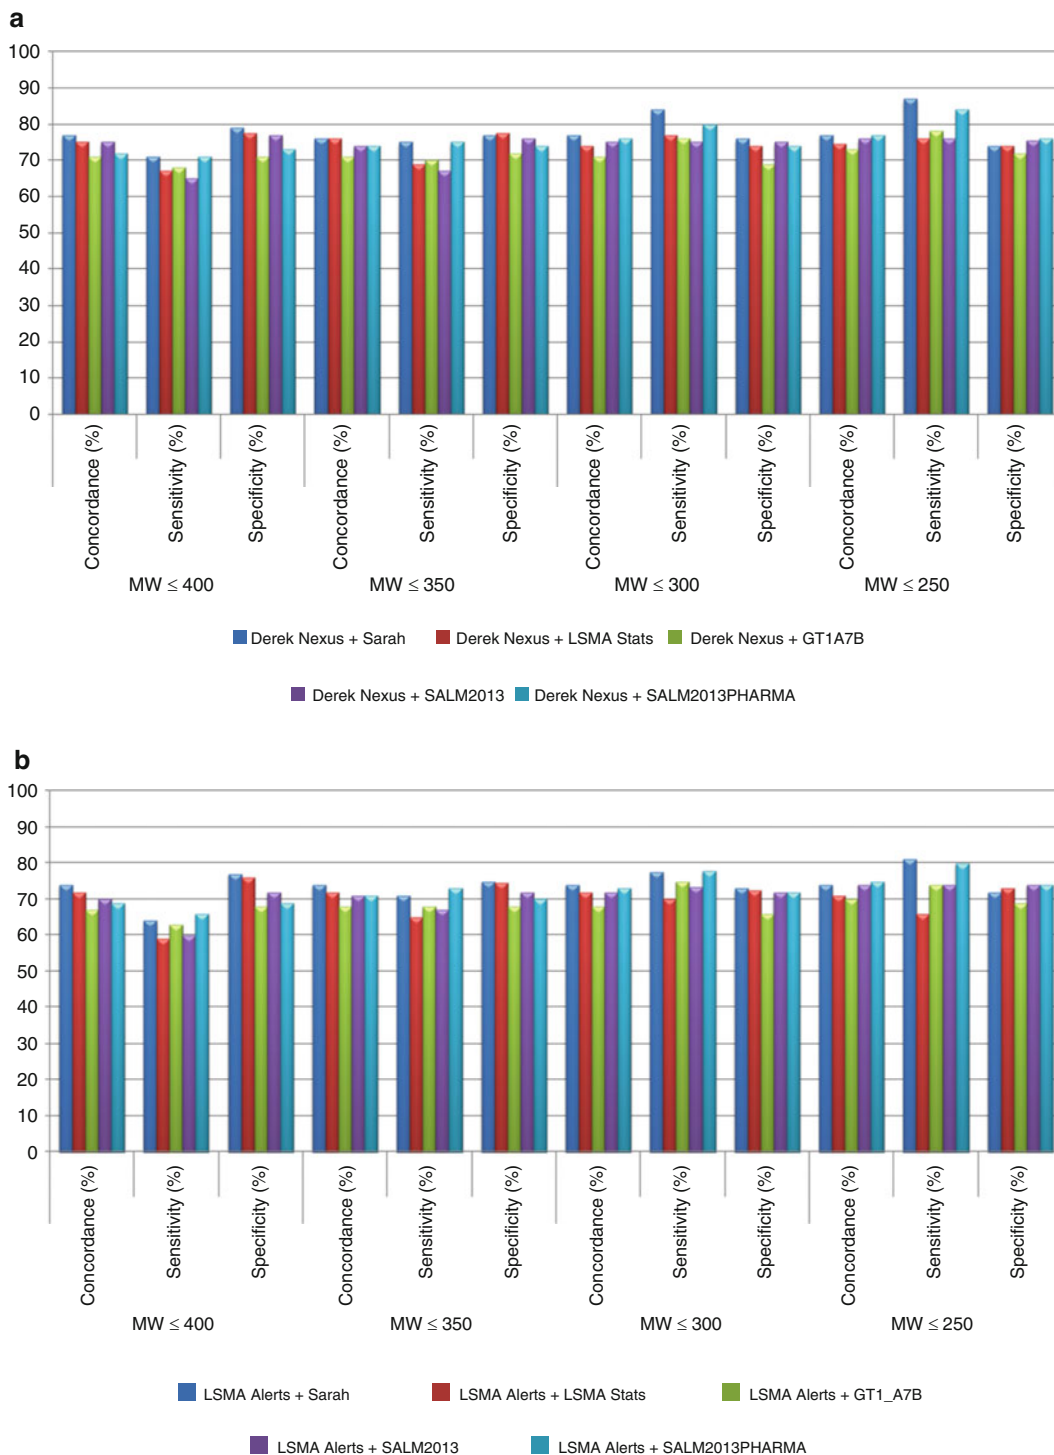 a
100
90
80
70
60
50
40
30
20
10
0
Concordance (%)
Sensitivity (%)
Specificity (%)
Concordance (%)
Sensitivity (%)
Specificity (%)
Concordance (%)
Sensitivity (%)
Specificity (%)
Concordance (%)
Sensitivity (%)
Specificity (%)
MW ≤ 400
MW ≤ 350
MW ≤ 300
MW ≤ 250
Derek Nexus + Sarah
Derek Nexus + LSMA Stats
Derek Nexus + GT1A7B
Derek Nexus + SALM2013
Derek Nexus + SALM2013PHARMA
b
100
90
80
70
60
50
40
30
20
10
0
Concordance (%)
Sensitivity (%)
Specificity (%)
Concordance (%)
Sensitivity (%)
Specificity (%)
Concordance (%)
Sensitivity (%)
Specificity (%)
Concordance (%)
Sensitivity (%)
Specificity (%)
MW ≤ 400
MW ≤ 350
MW ≤ 300
MW ≤ 250
LSMA Alerts + Sarah
LSMA Alerts + LSMA Stats
LSMA Alerts + GT1_A7B
LSMA Alerts + SALM2013
LSMA Alerts + SALM2013PHARMA